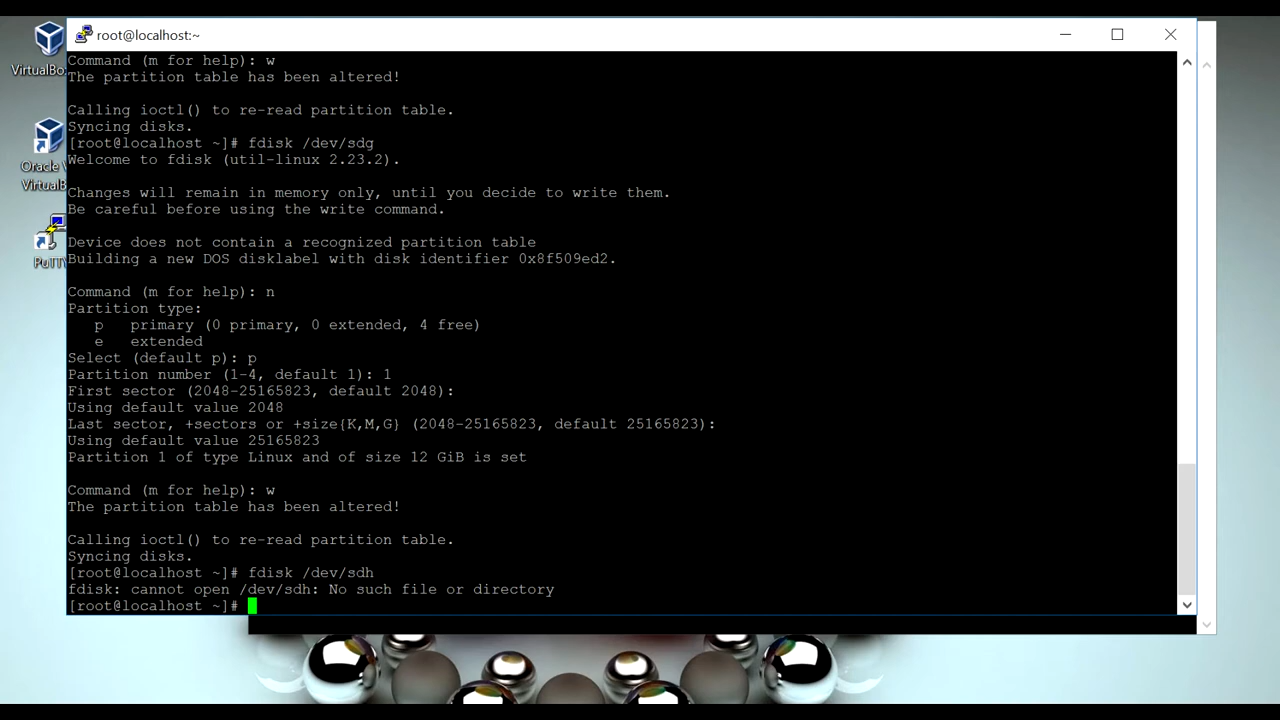 root@localhost:~
Command (m for help): w
The partition table has been altered!
Calling ioctl() to re-read partition table.
Syncing disks.
[root@localhost ~]# fdisk /dev/sdg
Welcome to fdisk (util-linux 2.23.2).
Changes will remain in memory only, until you decide to write them.
Be careful before using the write command.
Device does not contain a recognized partition table
Building a new DOS disklabel with disk identifier 0x8f509ed2.
Command (m for help): n
Partition type:
   p   primary (0 primary, 0 extended, 4 free)
   e   extended
Select (default p): p
Partition number (1-4, default 1): 1
First sector (2048-25165823, default 2048):
Using default value 2048
Last sector, +sectors or +size{K,M,G} (2048-25165823, default 25165823):
Using default value 25165823
Partition 1 of type Linux and of size 12 GiB is set
Command (m for help): w
The partition table has been altered!
Calling ioctl() to re-read partition table.
Syncing disks.
[root@localhost ~]# fdisk /dev/sdh
fdisk: cannot open /dev/sdh: No such file or directory
[root@localhost ~]#
VirtualBo
Oracle V
VirtualB
PuTTY